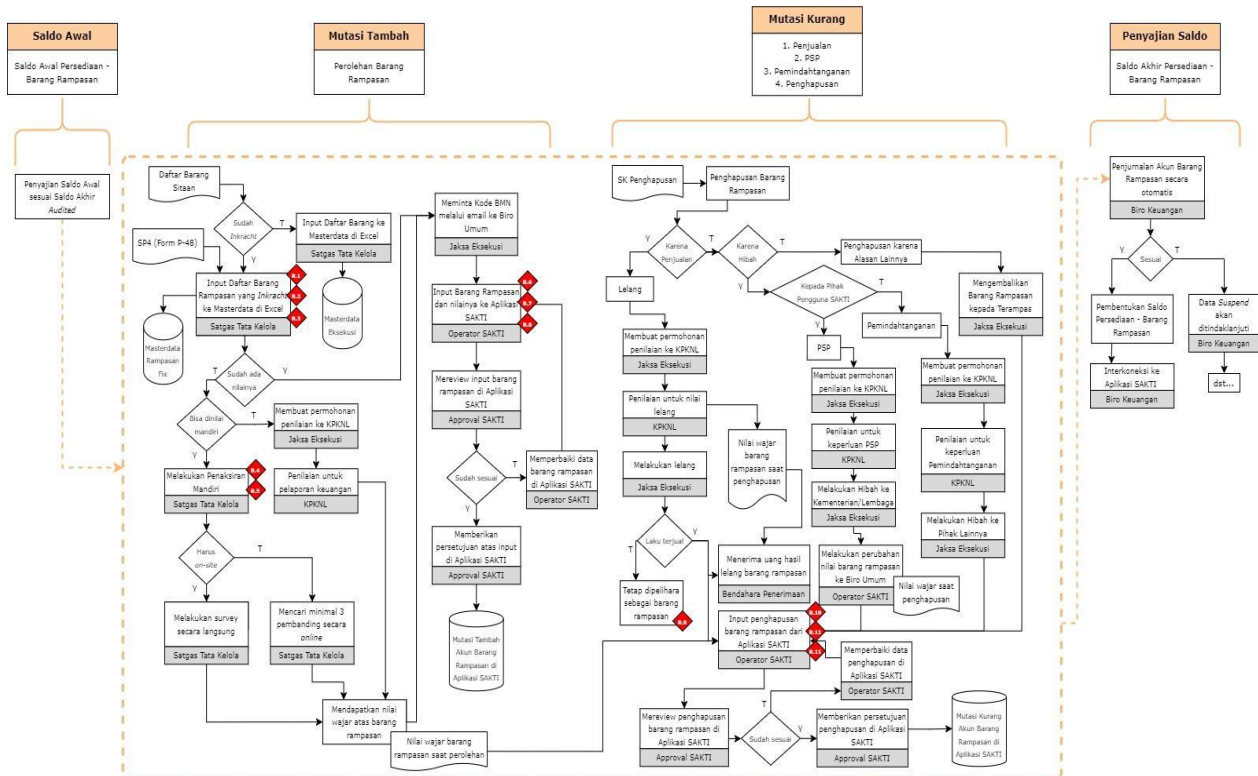 Saldo Awal
Saldo Awal Persediaan -
Barang Rampasan
Mutasi Tambah
Perolehan Barang
Rampasan
Mutasi Kurang
1. Penjualan
2. PSP
3. Pemindahtanganan
4. Penghapusan
Penyajian Saldo
Saldo Akhir Persediaan -
Barang Rampasan
Penyajian Saldo Awal
sesuai Saldo Akhir
Audited
Daftar Barang
Sitaan
Sudah
Inkracht
T
Y
Input Daftar Barang ke
Masterdata di Excel
Satgas Tata Kelola
Masterdata
Eksekusi
SP4 (Form P-48)
Input Daftar Barang
Rampasan yang Inkracht
ke Masterdata di Excel
Satgas Tata Kelola
R.1
R.2
R.3
Masterdata
Rampasan
Fix
Sudah ada
nilainya
T
Y
Bisa dinilai
mandiri
T
Y
Membuat permohonan
penilaian ke KPKNL
Jaksa Eksekusi
Penilaian untuk
pelaporan keuangan
KPKNL
Melakukan Penaksiran
Mandiri
Satgas Tata Kelola
R.4
R.5
Harus
on-site
T
Y
Melakukan survey
secara langsung
Satgas Tata Kelola
Mencari minimal 3
pembanding secara
online
Satgas Tata Kelola
Mendapatkan nilai
wajar atas barang
rampasan
Nilai wajar barang
rampasan saat perolehan
Meminta Kode BMN
melalui email ke Biro
Umum
Jaksa Eksekusi
Input Barang Rampasan
dan nilainya ke Aplikasi
SAKTI
Operator SAKTI
R.6
R.7
R.8
Mereview input barang
rampasan di Aplikasi
SAKTI
Approval SAKTI
Sudah sesuai
T
Y
Memperbaiki data
barang rampasan
di Aplikasi SAKTI
Operator SAKTI
Memberikan
persetujuan atas input
di Aplikasi SAKTI
Approval SAKTI
Mutasi Tambah
Akun Barang
Rampasan di
Aplikasi SAKTI
SK Penghapusan
Penghapusan Barang
Rampasan
Karena
Penjualan
Y
T
Karena
Hibah
T
Y
Penghapusan karena
Alasan Lainnya
Mengembalikan
Barang Rampasan
kepada Terampas
Jaksa Eksekusi
Lelang
Kepada Pihak
Pengguna SAKTI
T
Y
Pemindahtanganan
PSP
Membuat permohonan
penilaian ke KPKNL
Jaksa Eksekusi
Penilaian untuk nilai
lelang
KPKNL
Nilai wajar
barang
rampasan saat
penghapusan
Melakukan lelang
Jaksa Eksekusi
Laku terjual
Y
T
Tetap dipelihara
sebagai barang
rampasan
R.9
Menerima uang hasil
lelang barang rampasan
Bendahara Penerimaan
Membuat permohonan
penilaian ke KPKNL
Jaksa Eksekusi
Penilaian untuk
keperluan PSP
KPKNL
Melakukan Hibah ke
Kementerian/Lembaga
Jaksa Eksekusi
Melakukan perubahan
nilai barang rampasan
ke Biro Umum
Operator SAKTI
Membuat permohonan
penilaian ke KPKNL
Jaksa Eksekusi
Penilaian untuk
keperluan
Pemindahtanganan
KPKNL
Melakukan Hibah ke
Pihak Lainnya
Jaksa Eksekusi
Nilai wajar saat
penghapusan
Input penghapusan
barang rampasan dari
Aplikasi SAKTI
Operator SAKTI
R.10
R.11
R.11
Memperbaiki data
penghapusan di
Aplikasi SAKTI
Operator SAKTI
Mereview penghapusan
barang rampasan di
Aplikasi SAKTI
Approval SAKTI
Sudah sesuai
T
Y
Memberikan persetujuan
penghapusan di Aplikasi
SAKTI
Approval SAKTI
Mutasi Kurang
Akun Barang
Rampasan di
Aplikasi SAKTI
Penjurnalan Akun Barang
Rampasan secara
otomatis
Biro Keuangan
Sesuai
Y
T
Pembentukan Saldo
Persediaan - Barang
Rampasan
Interkoneksi ke
Aplikasi SAKTI
Biro Keuangan
Data Suspend
akan
ditindaklanjuti
Biro Keuangan
dst...